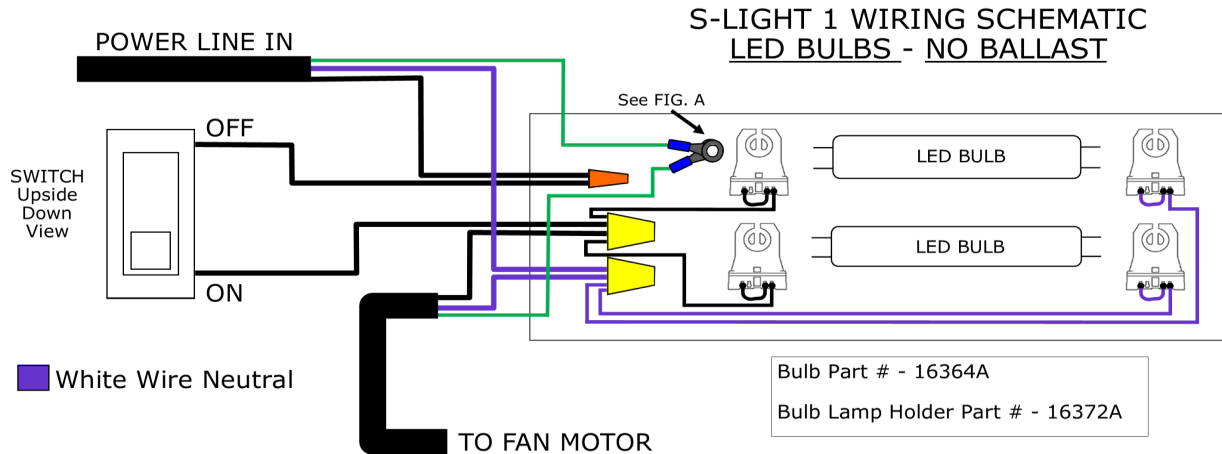 S-LIGHT 1 WIRING SCHEMATIC
LED BULBS - NO BALLAST
POWER LINE IN
See FIG. A
OFF
SWITCH
Upside
Down
View
ON
LED BULB
LED BULB
White Wire Neutral
TO FAN MOTOR
Bulb Part # - 16364A
Bulb Lamp Holder Part # - 16372A